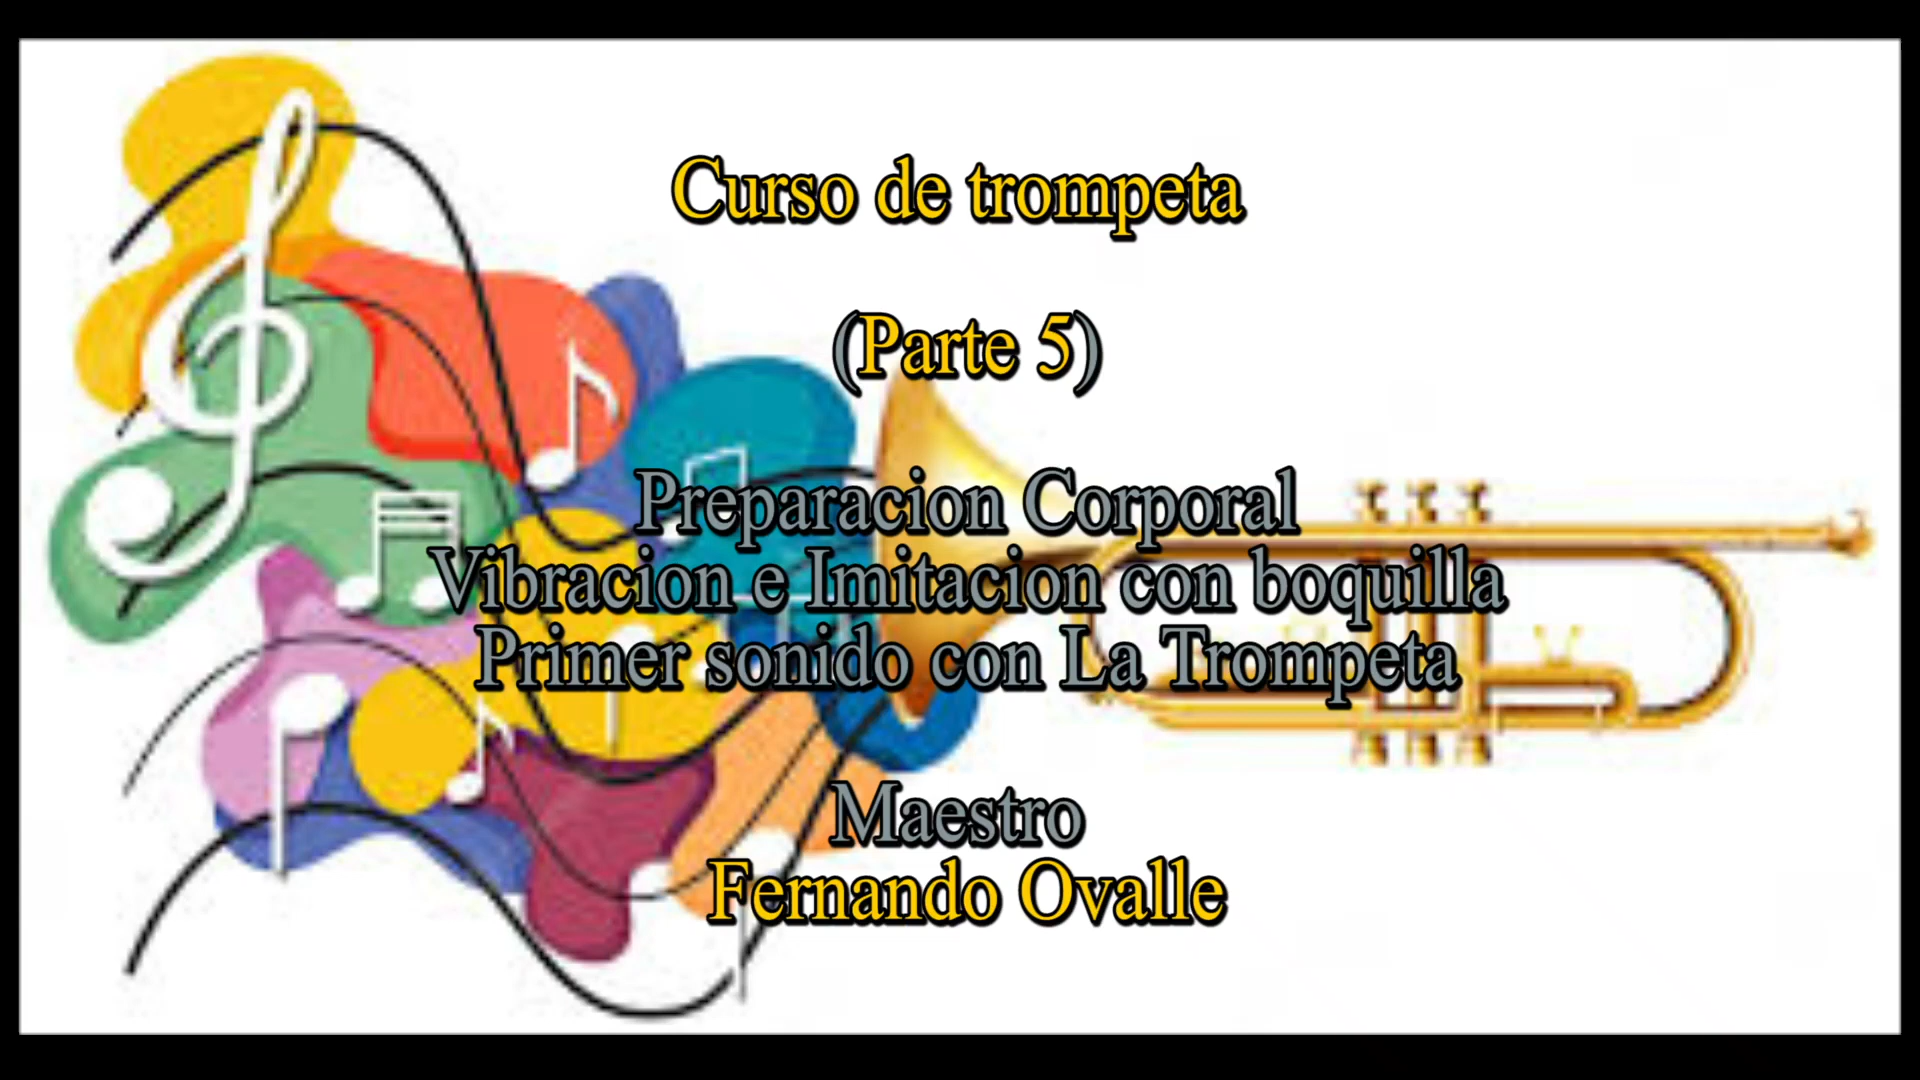 Curso de trompeta
(Parte 5)
Preparacion Corporal
Vibracion e Imitacion con boquilla
Primer sonido con La Trompeta
Maestro
Fernando Ovalle